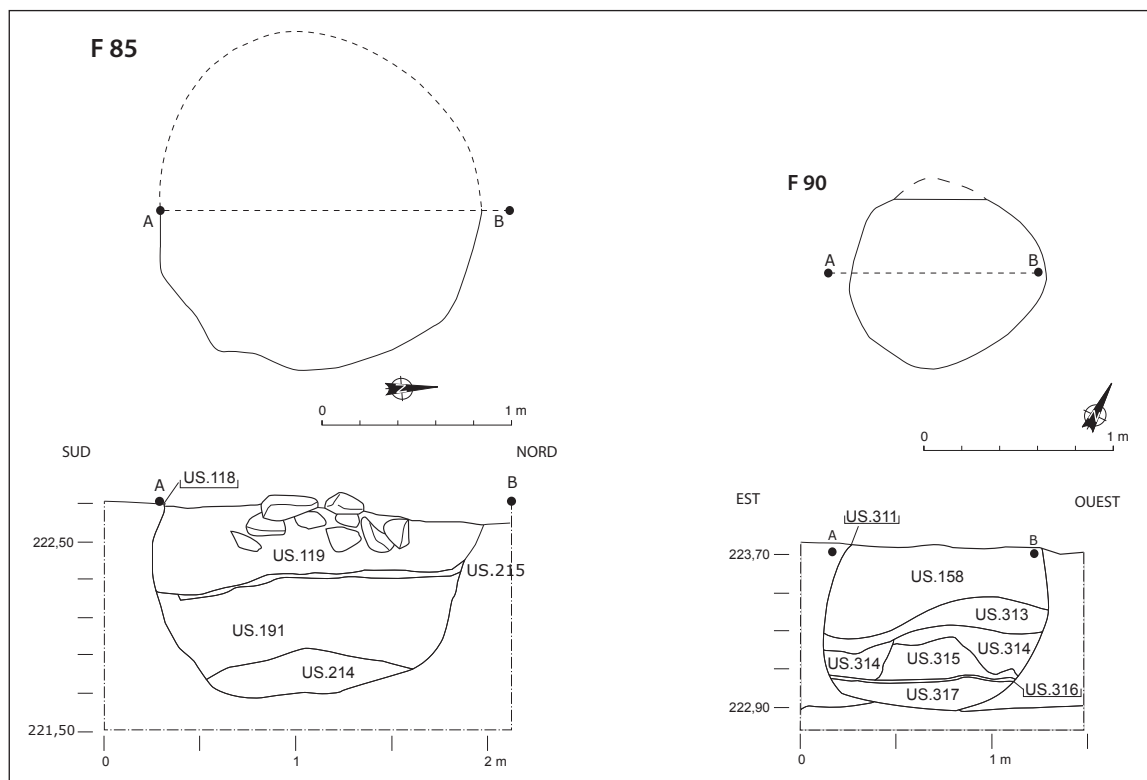 F 85
A
B
0 1 m
SUD
NORD
A
US.118
B
222,50
US.119
US.215
US.191
US.214
221,50
0 1 2 m
F 90
A
B
0 1 m
EST
OUEST
US.311
A
B
223,70
US.158
US.313
US.314
US.314
US.315
US.316
US.317
222,90
0 1 m